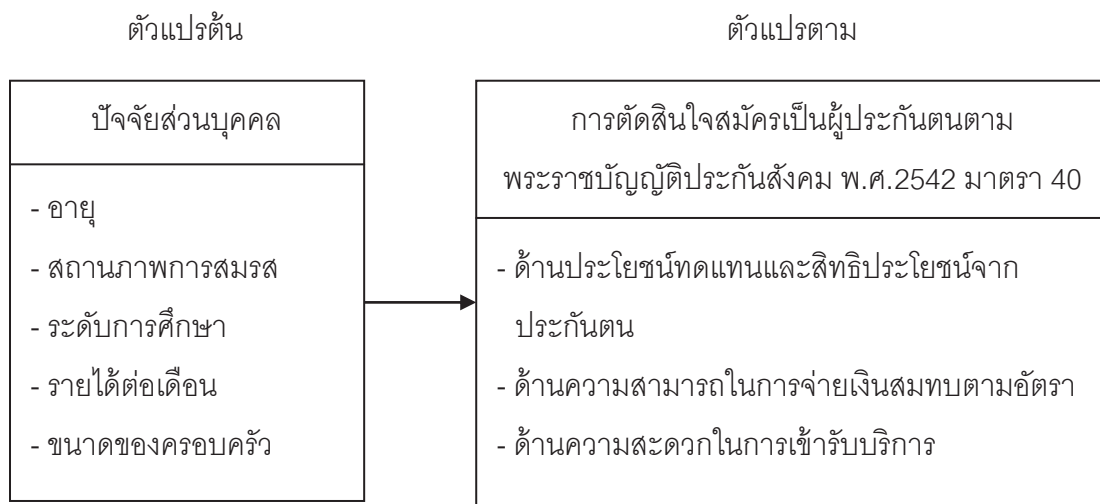 ตัวแปรต้น
ตัวแปรตาม
ปัจจัยส่วนบุคคล
- อายุ
- สถานภาพการสมรส
- ระดับการศึกษา
- รายได้ต่อเดือน
- ขนาดของครอบครัว
การตัดสินใจสมัครเป็นผู้ประกันตนตาม
พระราชบัญญัติประกันสังคม พ.ศ.2542 มาตรา 40
- ด้านประโยชน์ทดแทนและสิทธิประโยชน์จาก
ประกันตน
- ด้านความสามารถในการจ่ายเงินสมทบตามอัตรา
- ด้านความสะดวกในการเข้ารับบริการ